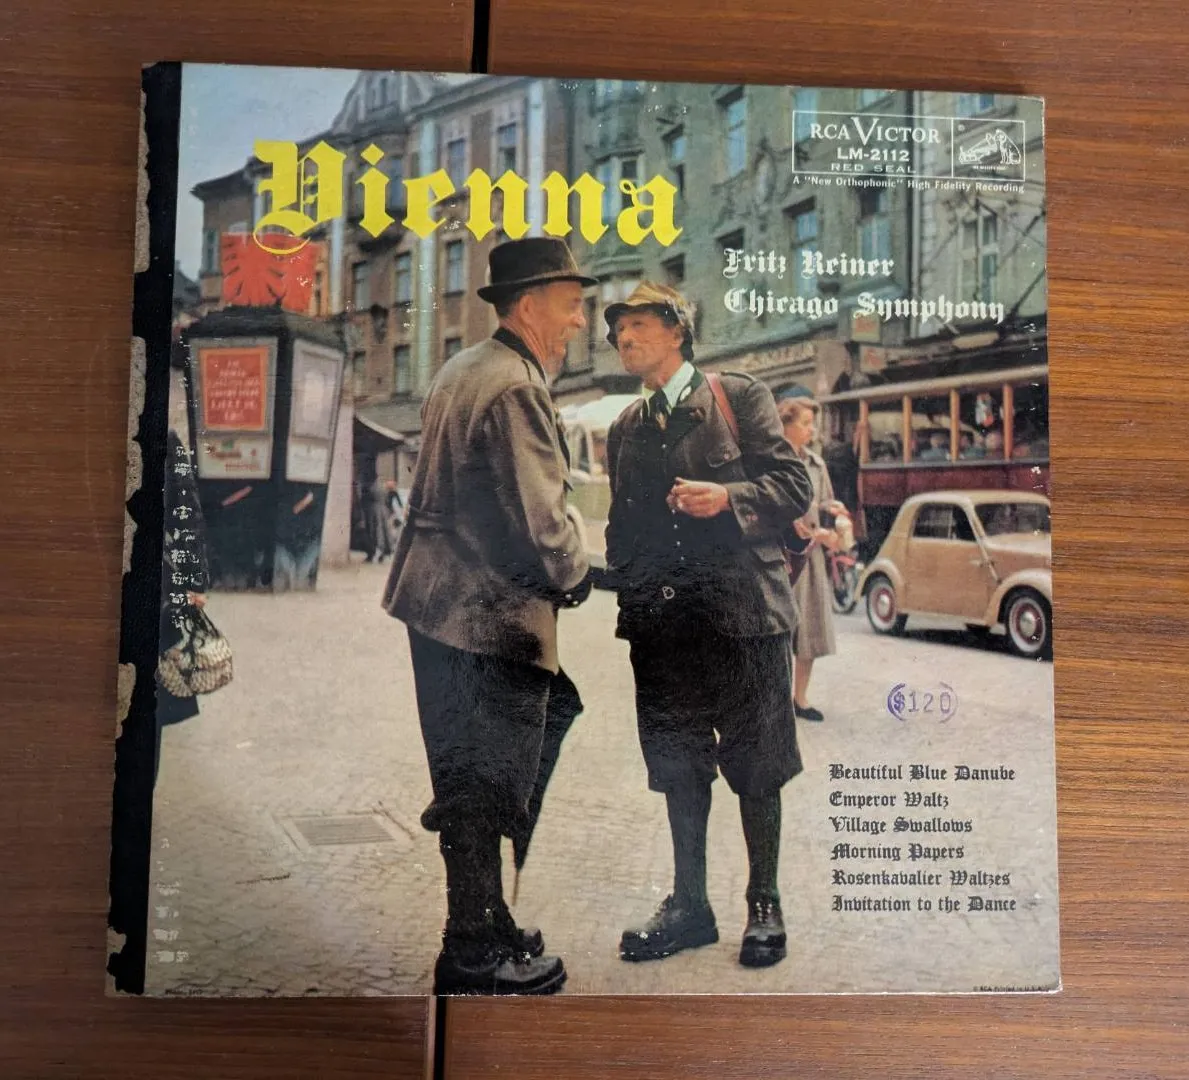 Vienna
RCA VICTOR
LM-2112
RED SEAL
A "New Orthophonic" High Fidelity Recording
Fritz Reiner
Chicago Symphony
($120)
Beautiful Blue Danube
Emperor Waltz
Village Swallows
Morning Papers
Rosenkavalier Waltzes
Invitation to the Dance